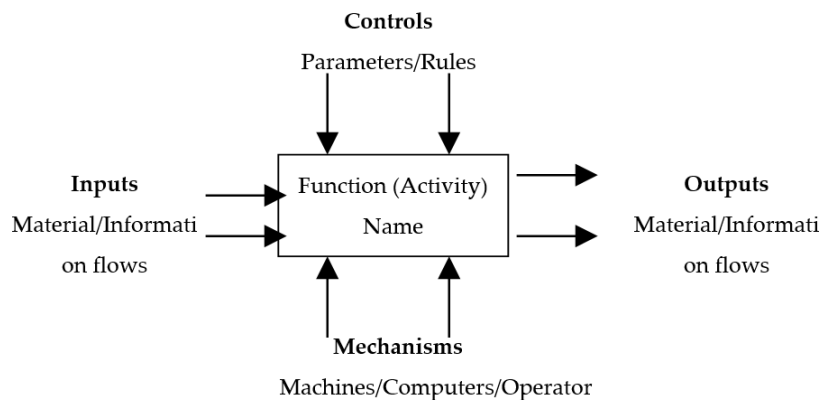 Controls
Parameters/Rules
Inputs
Material/Informati
on flows
Function (Activity)
Name
Outputs
Material/Informati
on flows
Mechanisms
Machines/Computers/Operator